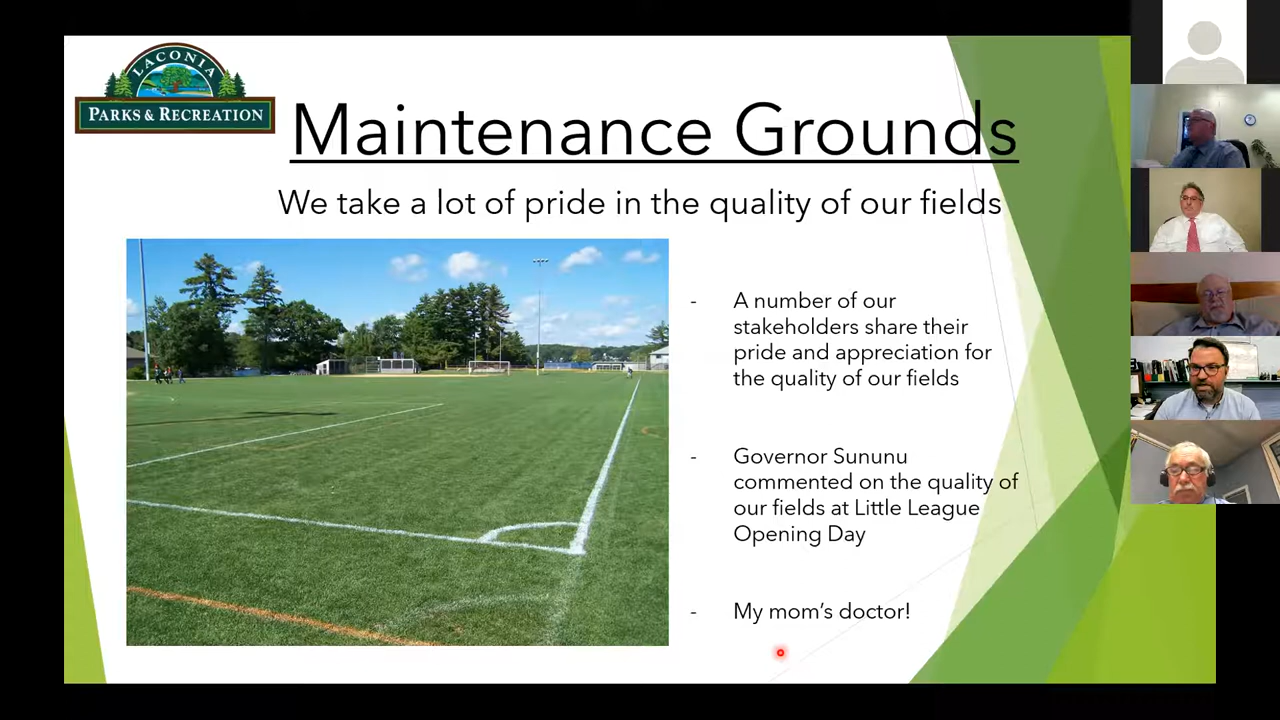 LACONIA
PARKS & RECREATION
Maintenance Grounds
We take a lot of pride in the quality of our fields
- A number of our
stakeholders share their
pride and appreciation for
the quality of our fields
- Governor Sununu
commented on the quality of
our fields at Little League
Opening Day
- My mom’s doctor!